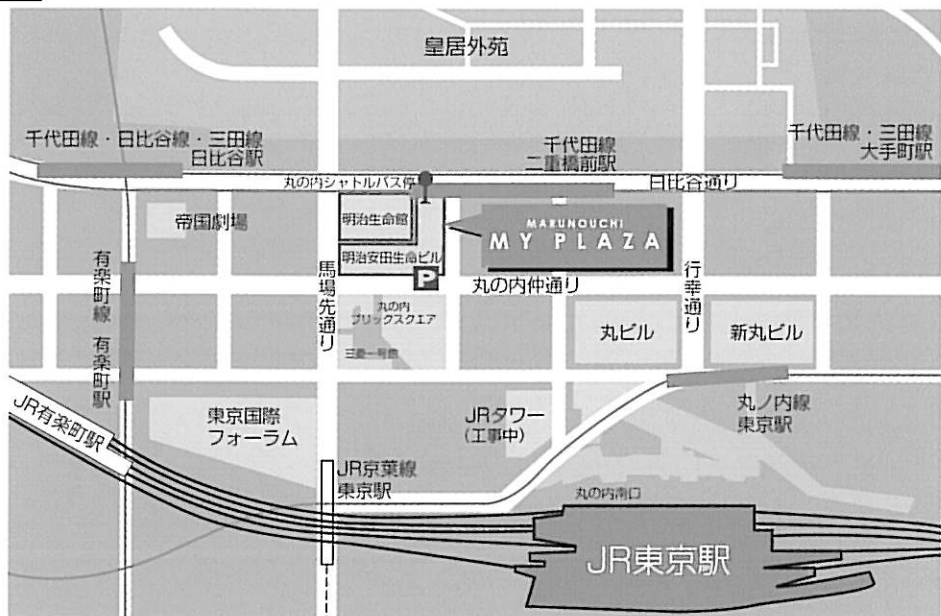 皇居外苑
千代田線・日比谷線・三田線
日比谷駅
千代田線
二重橋前駅
千代田線・三田線
大手町駅
丸の内シャトルバス停
日比谷通り
帝国劇場
明治生命館
MARUNOUCHI
MY PLAZA
明治安田生命ビル
P
丸の内仲通り
有楽町線 有楽町駅
馬場先通り
行幸通り
丸の内
ブリックスクエア
三菱一号館
丸ビル
新丸ビル
JR有楽町駅
東京国際
フォーラム
JRタワー
(工事中)
丸ノ内線
東京駅
JR京葉線
東京駅
丸の内南口
JR東京駅